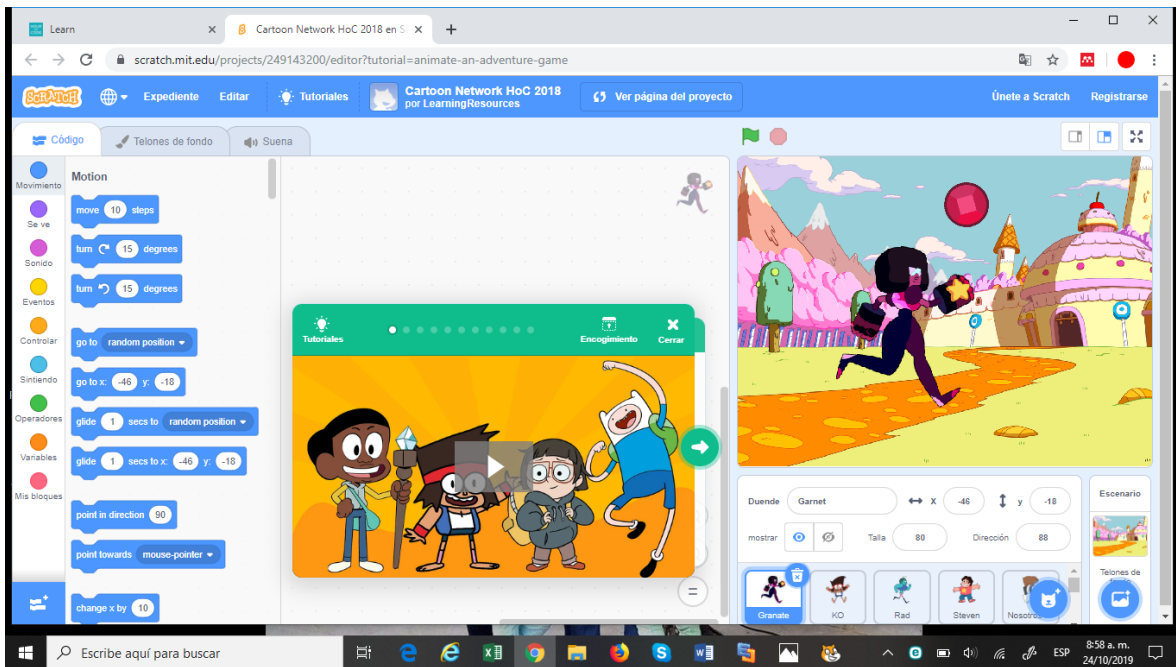 Learn
Cartoon Network HoC 2018 en S
scratch.mit.edu/projects/249143200/editor?tutorial=animate-an-adventure-game
SCRATCH
Expediente
Editar
Tutoriales
Cartoon Network HoC 2018
por LearningResources
Ver página del proyecto
Únete a Scratch
Registrarse
Código
Telones de fondo
Suena
Movimiento
Se ve
Sonido
Eventos
Controlar
Sintiendo
Operadores
Variables
Mis bloques
Motion
move 10 steps
turn 15 degrees
turn 15 degrees
go to random position
go to x: -46 y: -18
glide 1 secs to random position
glide 1 secs to x: -46 y: -18
point in direction 90
point towards mouse-pointer
change x by 10
Tutoriales
Encogimiento
Cerrar
Duende Garnet x -46 y -18
mostrar Talla 80 Dirección 88
Granate
KO
Rad
Steven
Escenario
Telones de
Escribe aquí para buscar
ESP
8:58 a. m.
24/10/2019